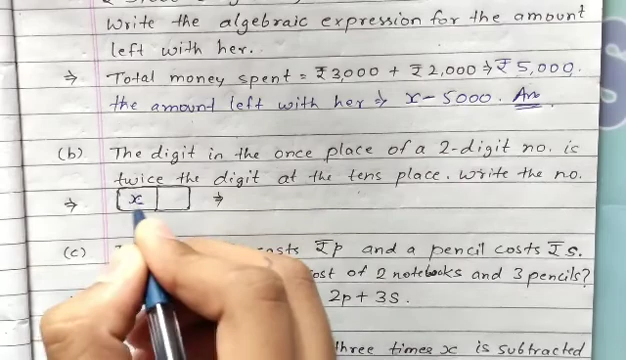 Write the algebraic expression for the amount
left with her.
⇒ Total money spent = ₹3,000 + ₹2,000 ⇒ ₹5,000.
the amount left with her ⇒ x - 5000. Ans
(b) The digit in the once place of a 2-digit no. is
twice the digit at the tens place. Write the no.
⇒ x ⇒
(c) costs ₹p and a pencil costs ₹s.
cost of 2 notebooks and 3 pencils?
2p + 3s.
three times x is subtracted